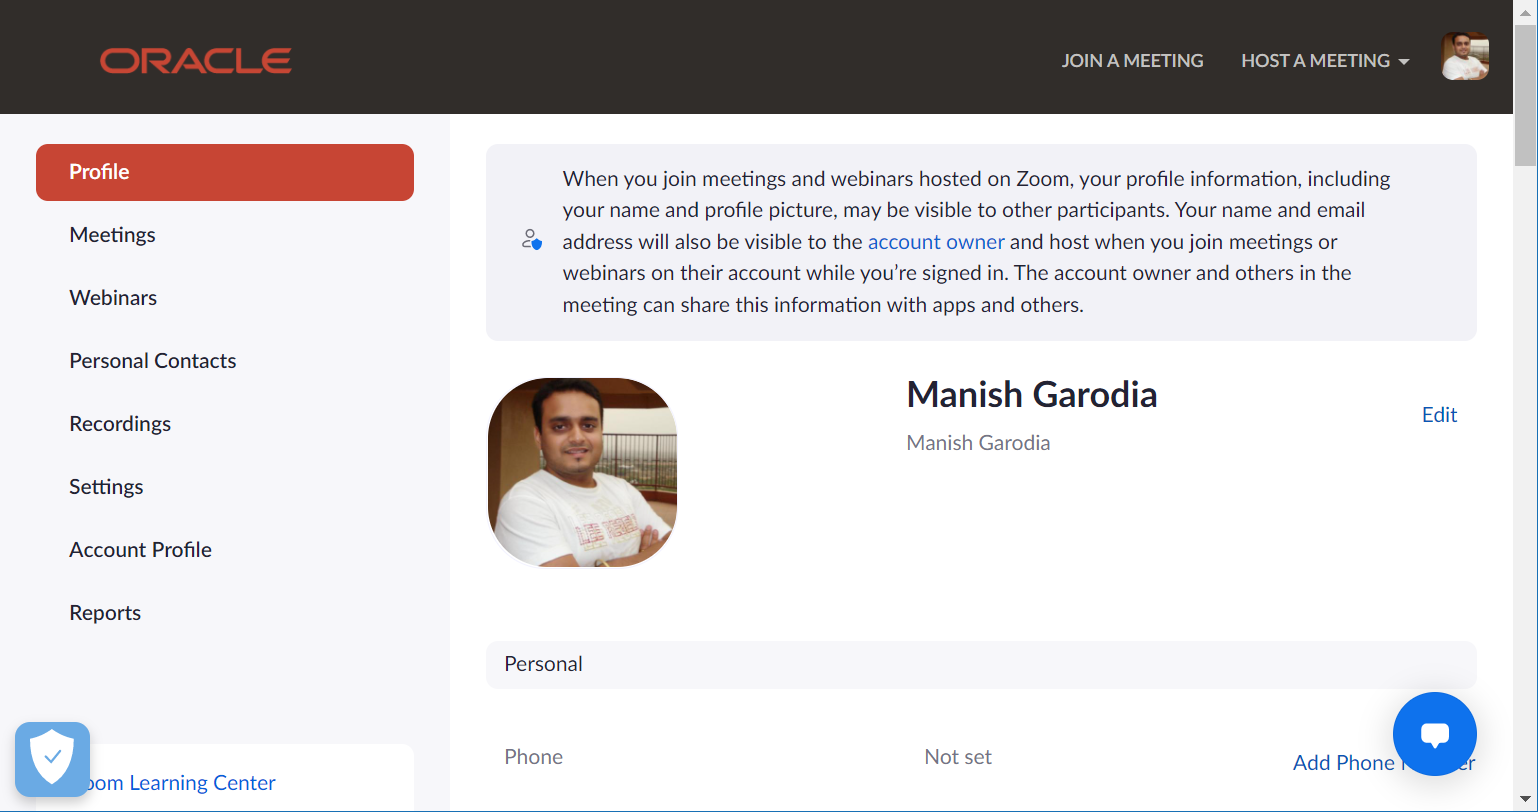 ORACLE
JOIN A MEETING
HOST A MEETING
Profile
Meetings
Webinars
Personal Contacts
Recordings
Settings
Account Profile
Reports
oom Learning Center
When you join meetings and webinars hosted on Zoom, your profile information, including
your name and profile picture, may be visible to other participants. Your name and email
address will also be visible to the account owner and host when you join meetings or
webinars on their account while you’re signed in. The account owner and others in the
meeting can share this information with apps and others.
Manish Garodia
Edit
Manish Garodia
Personal
Phone
Not set
Add Phone